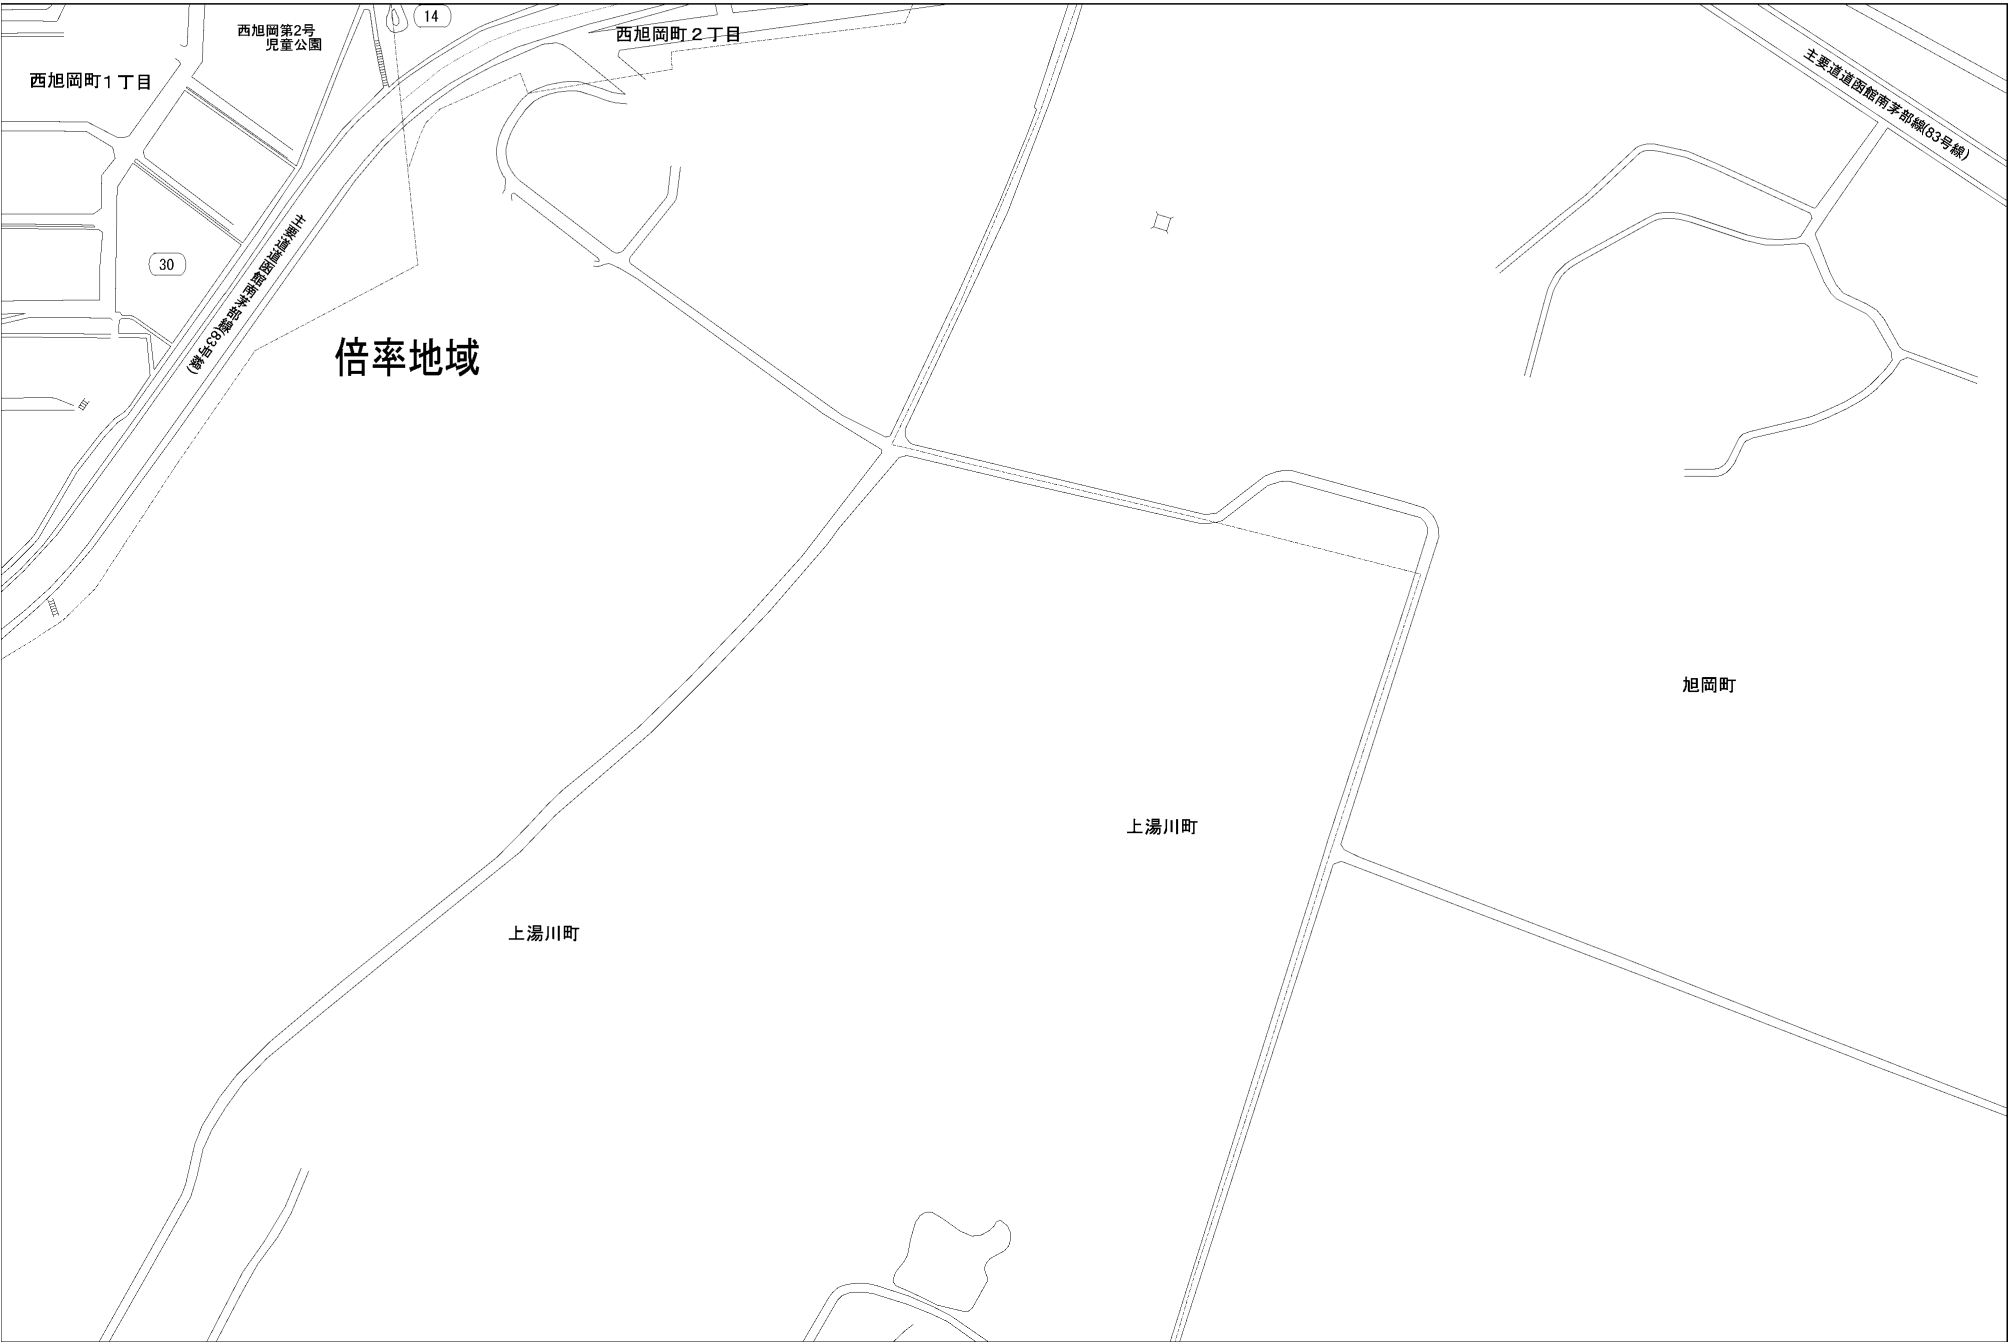 14
西旭岡第2号
児童公園
西旭岡町２丁目
西旭岡町１丁目
主要道道函館南茅部線(83号線)
30
主要道道函館南茅部線(83号線)
倍率地域
旭岡町
上湯川町
上湯川町